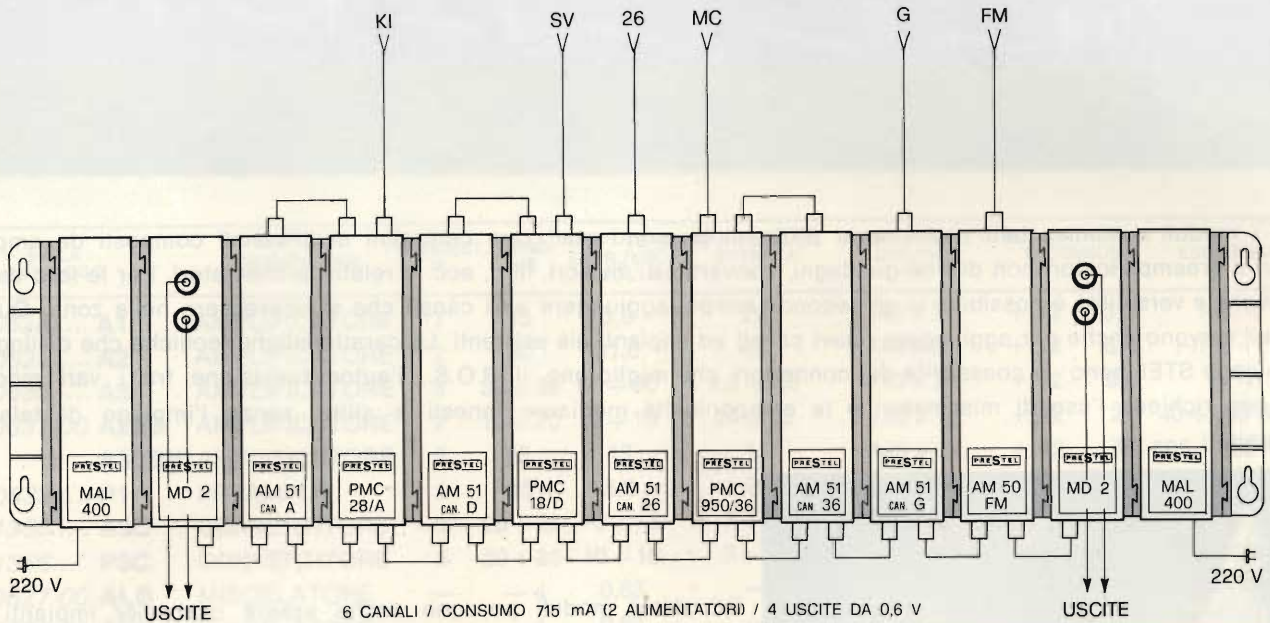 KI
SV
26
MC
G
FM
PRESTEL
MAL
400
PRESTEL
MD 2
PRESTEL
AM 51
CAN. A
PRESTEL
PMC
28/A
PRESTEL
AM 51
CAN. D
PRESTEL
PMC
18/D
PRESTEL
AM 51
26
PRESTEL
PMC
950/36
PRESTEL
AM 51
CAN 36
PRESTEL
AM 51
CAN. G
PRESTEL
AM 50
FM
PRESTEL
MD 2
PRESTEL
MAL
400
220 V
220 V
USCITE
6 CANALI / CONSUMO 715 mA (2 ALIMENTATORI) / 4 USCITE DA 0,6 V
USCITE